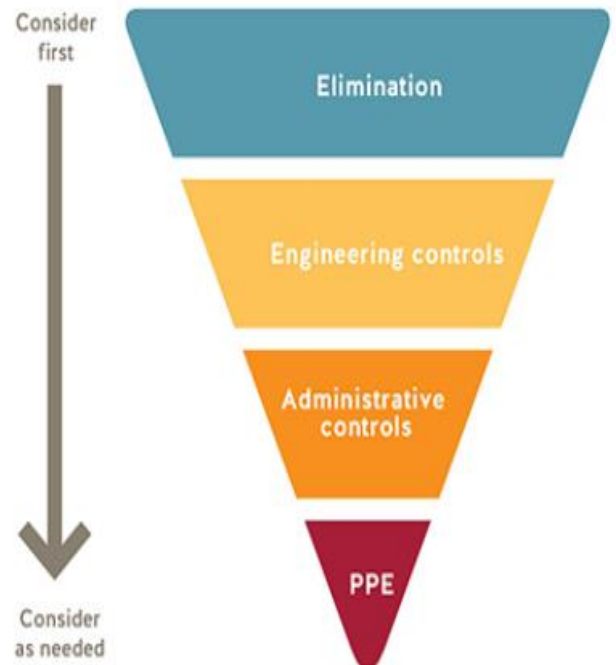 Consider
first
Elimination
Engineering controls
Administrative
controls
PPE
Consider
as needed